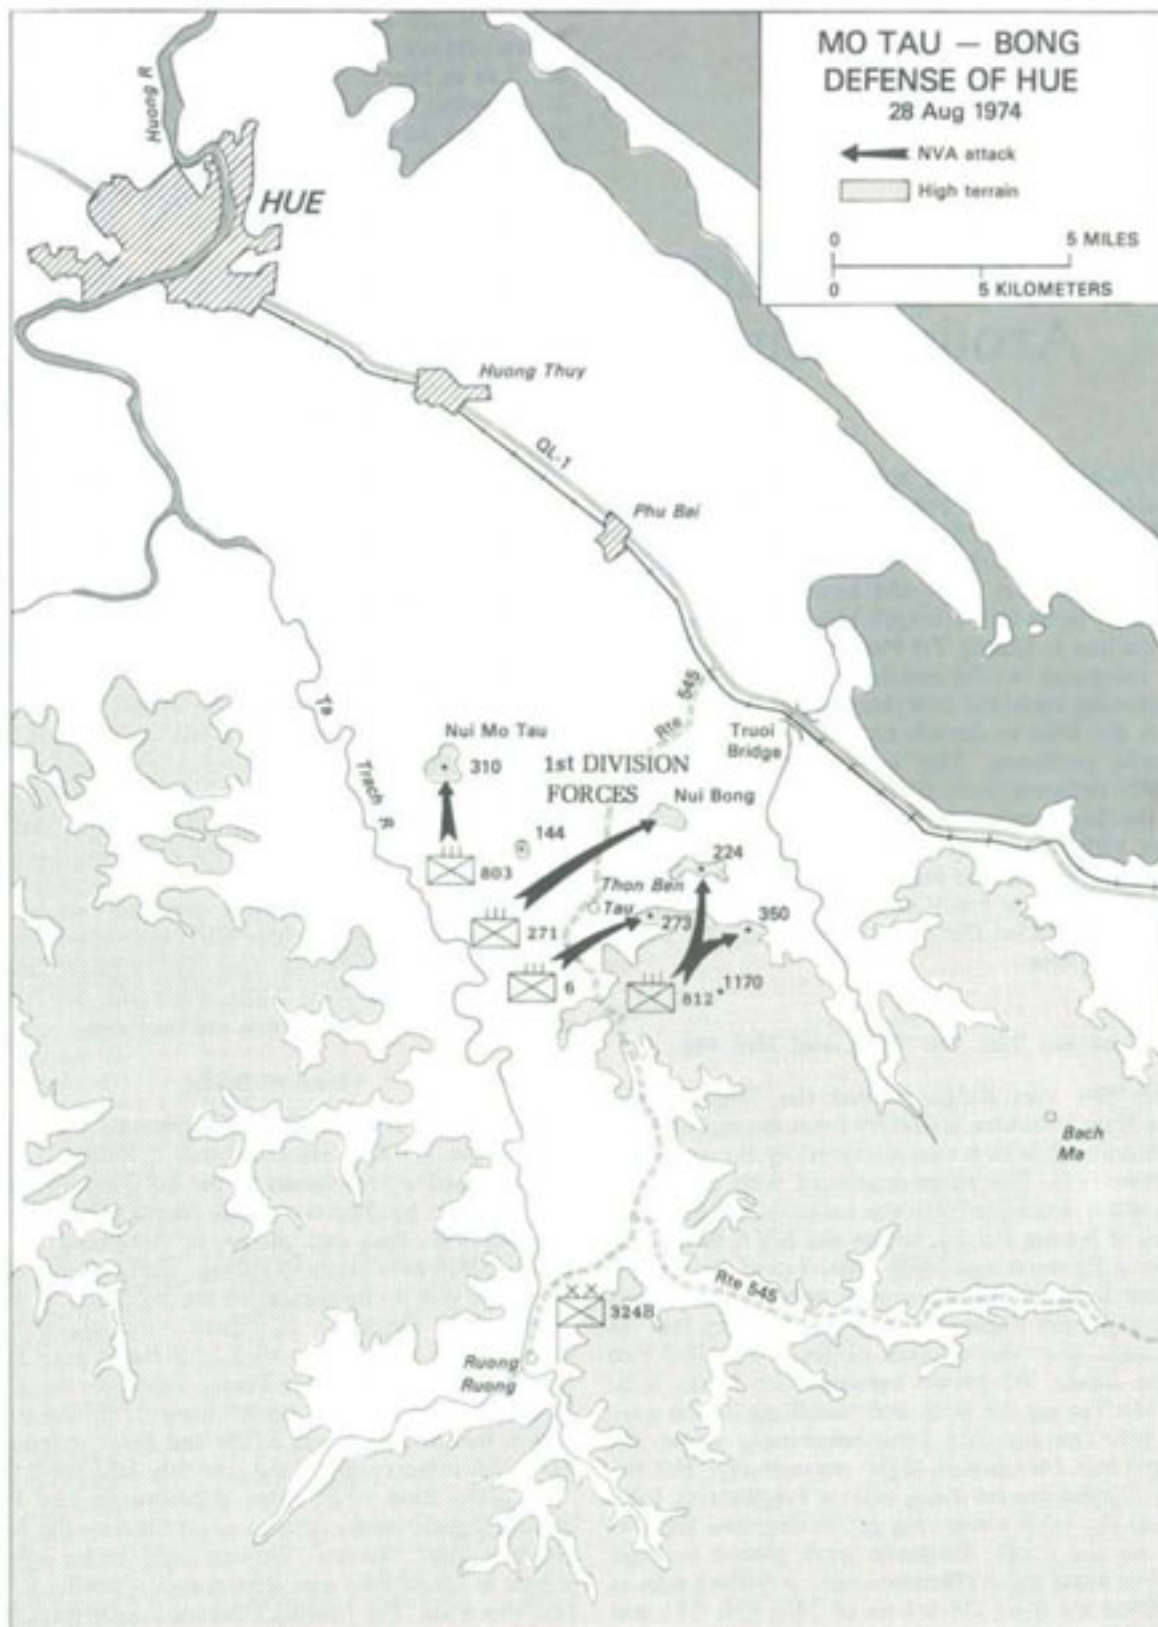 MO TAU — BONG
DEFENSE OF HUE
28 Aug 1974
NVA attack
High terrain
0
5 MILES
0
5 KILOMETERS
Huong R
HUE
Huong Thuy
QL-1
Phu Bai
Rte 545
Truoi
Bridge
Ta Trach R
Nui Mo Tau
310
1st DIVISION
FORCES
Nui Bong
144
224
803
Thon Ben
Tau
271
273
350
6
812
1170
Bach
Ma
Rte 545
324B
Ruong
Ruong